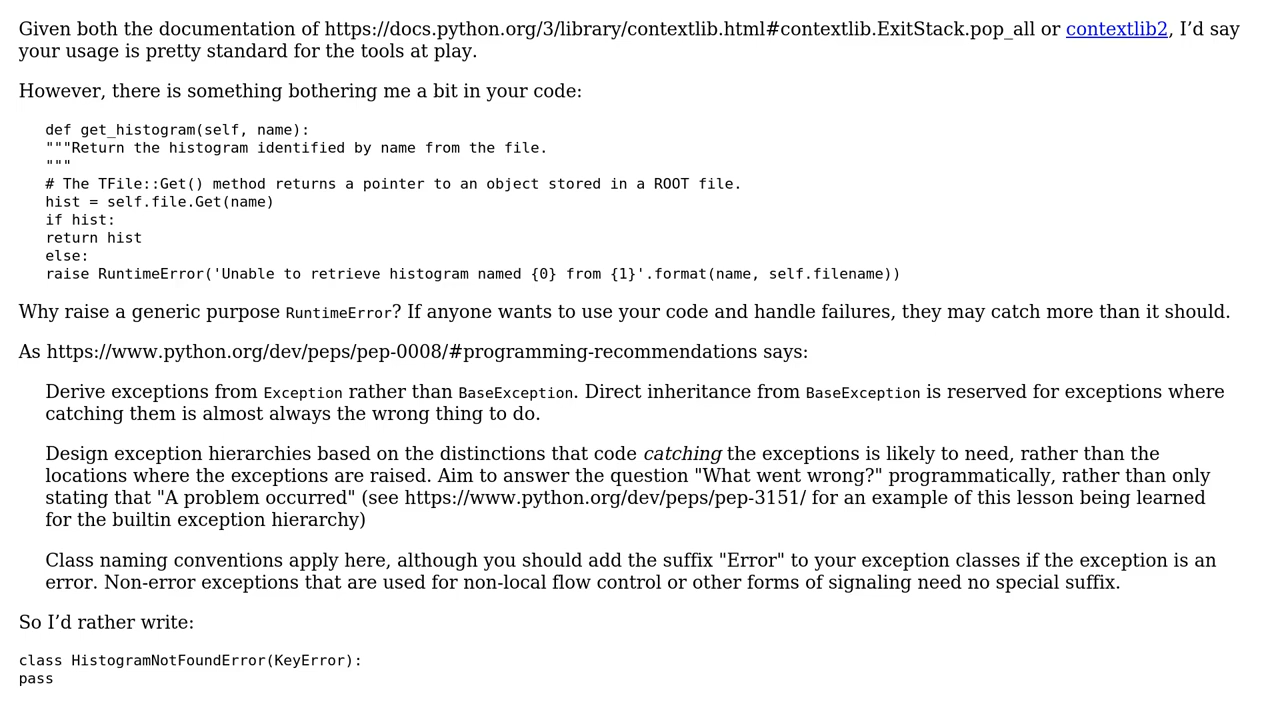 Given both the documentation of https://docs.python.org/3/library/contextlib.html#contextlib.ExitStack.pop_all or contextlib2, I’d say
your usage is pretty standard for the tools at play.
However, there is something bothering me a bit in your code:
def get_histogram(self, name):
"""Return the histogram identified by name from the file.
"""
# The TFile::Get() method returns a pointer to an object stored in a ROOT file.
hist = self.file.Get(name)
if hist:
return hist
else:
raise RuntimeError('Unable to retrieve histogram named {0} from {1}'.format(name, self.filename))
Why raise a generic purpose RuntimeError? If anyone wants to use your code and handle failures, they may catch more than it should.
As https://www.python.org/dev/peps/pep-0008/#programming-recommendations says:
Derive exceptions from Exception rather than BaseException. Direct inheritance from BaseException is reserved for exceptions where
catching them is almost always the wrong thing to do.
Design exception hierarchies based on the distinctions that code catching the exceptions is likely to need, rather than the
locations where the exceptions are raised. Aim to answer the question "What went wrong?" programmatically, rather than only
stating that "A problem occurred" (see https://www.python.org/dev/peps/pep-3151/ for an example of this lesson being learned
for the builtin exception hierarchy)
Class naming conventions apply here, although you should add the suffix "Error" to your exception classes if the exception is an
error. Non-error exceptions that are used for non-local flow control or other forms of signaling need no special suffix.
So I’d rather write:
class HistogramNotFoundError(KeyError):
pass